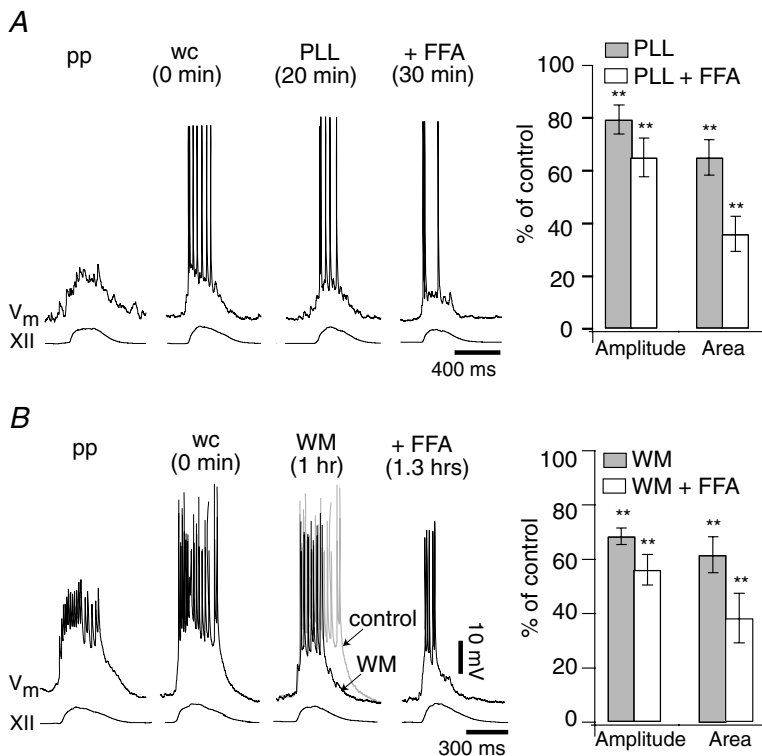 A
pp
wc
(0 min)
PLL
(20 min)
+ FFA
(30 min)
Vm
XII
400 ms
PLL
PLL + FFA
% of control
100
80
60
40
20
0
**
**
**
**
Amplitude
Area
B
pp
wc
(0 min)
WM
(1 hr)
+ FFA
(1.3 hrs)
control
WM
10 mV
Vm
XII
300 ms
WM
WM + FFA
% of control
100
80
60
40
20
0
**
**
**
**
Amplitude
Area